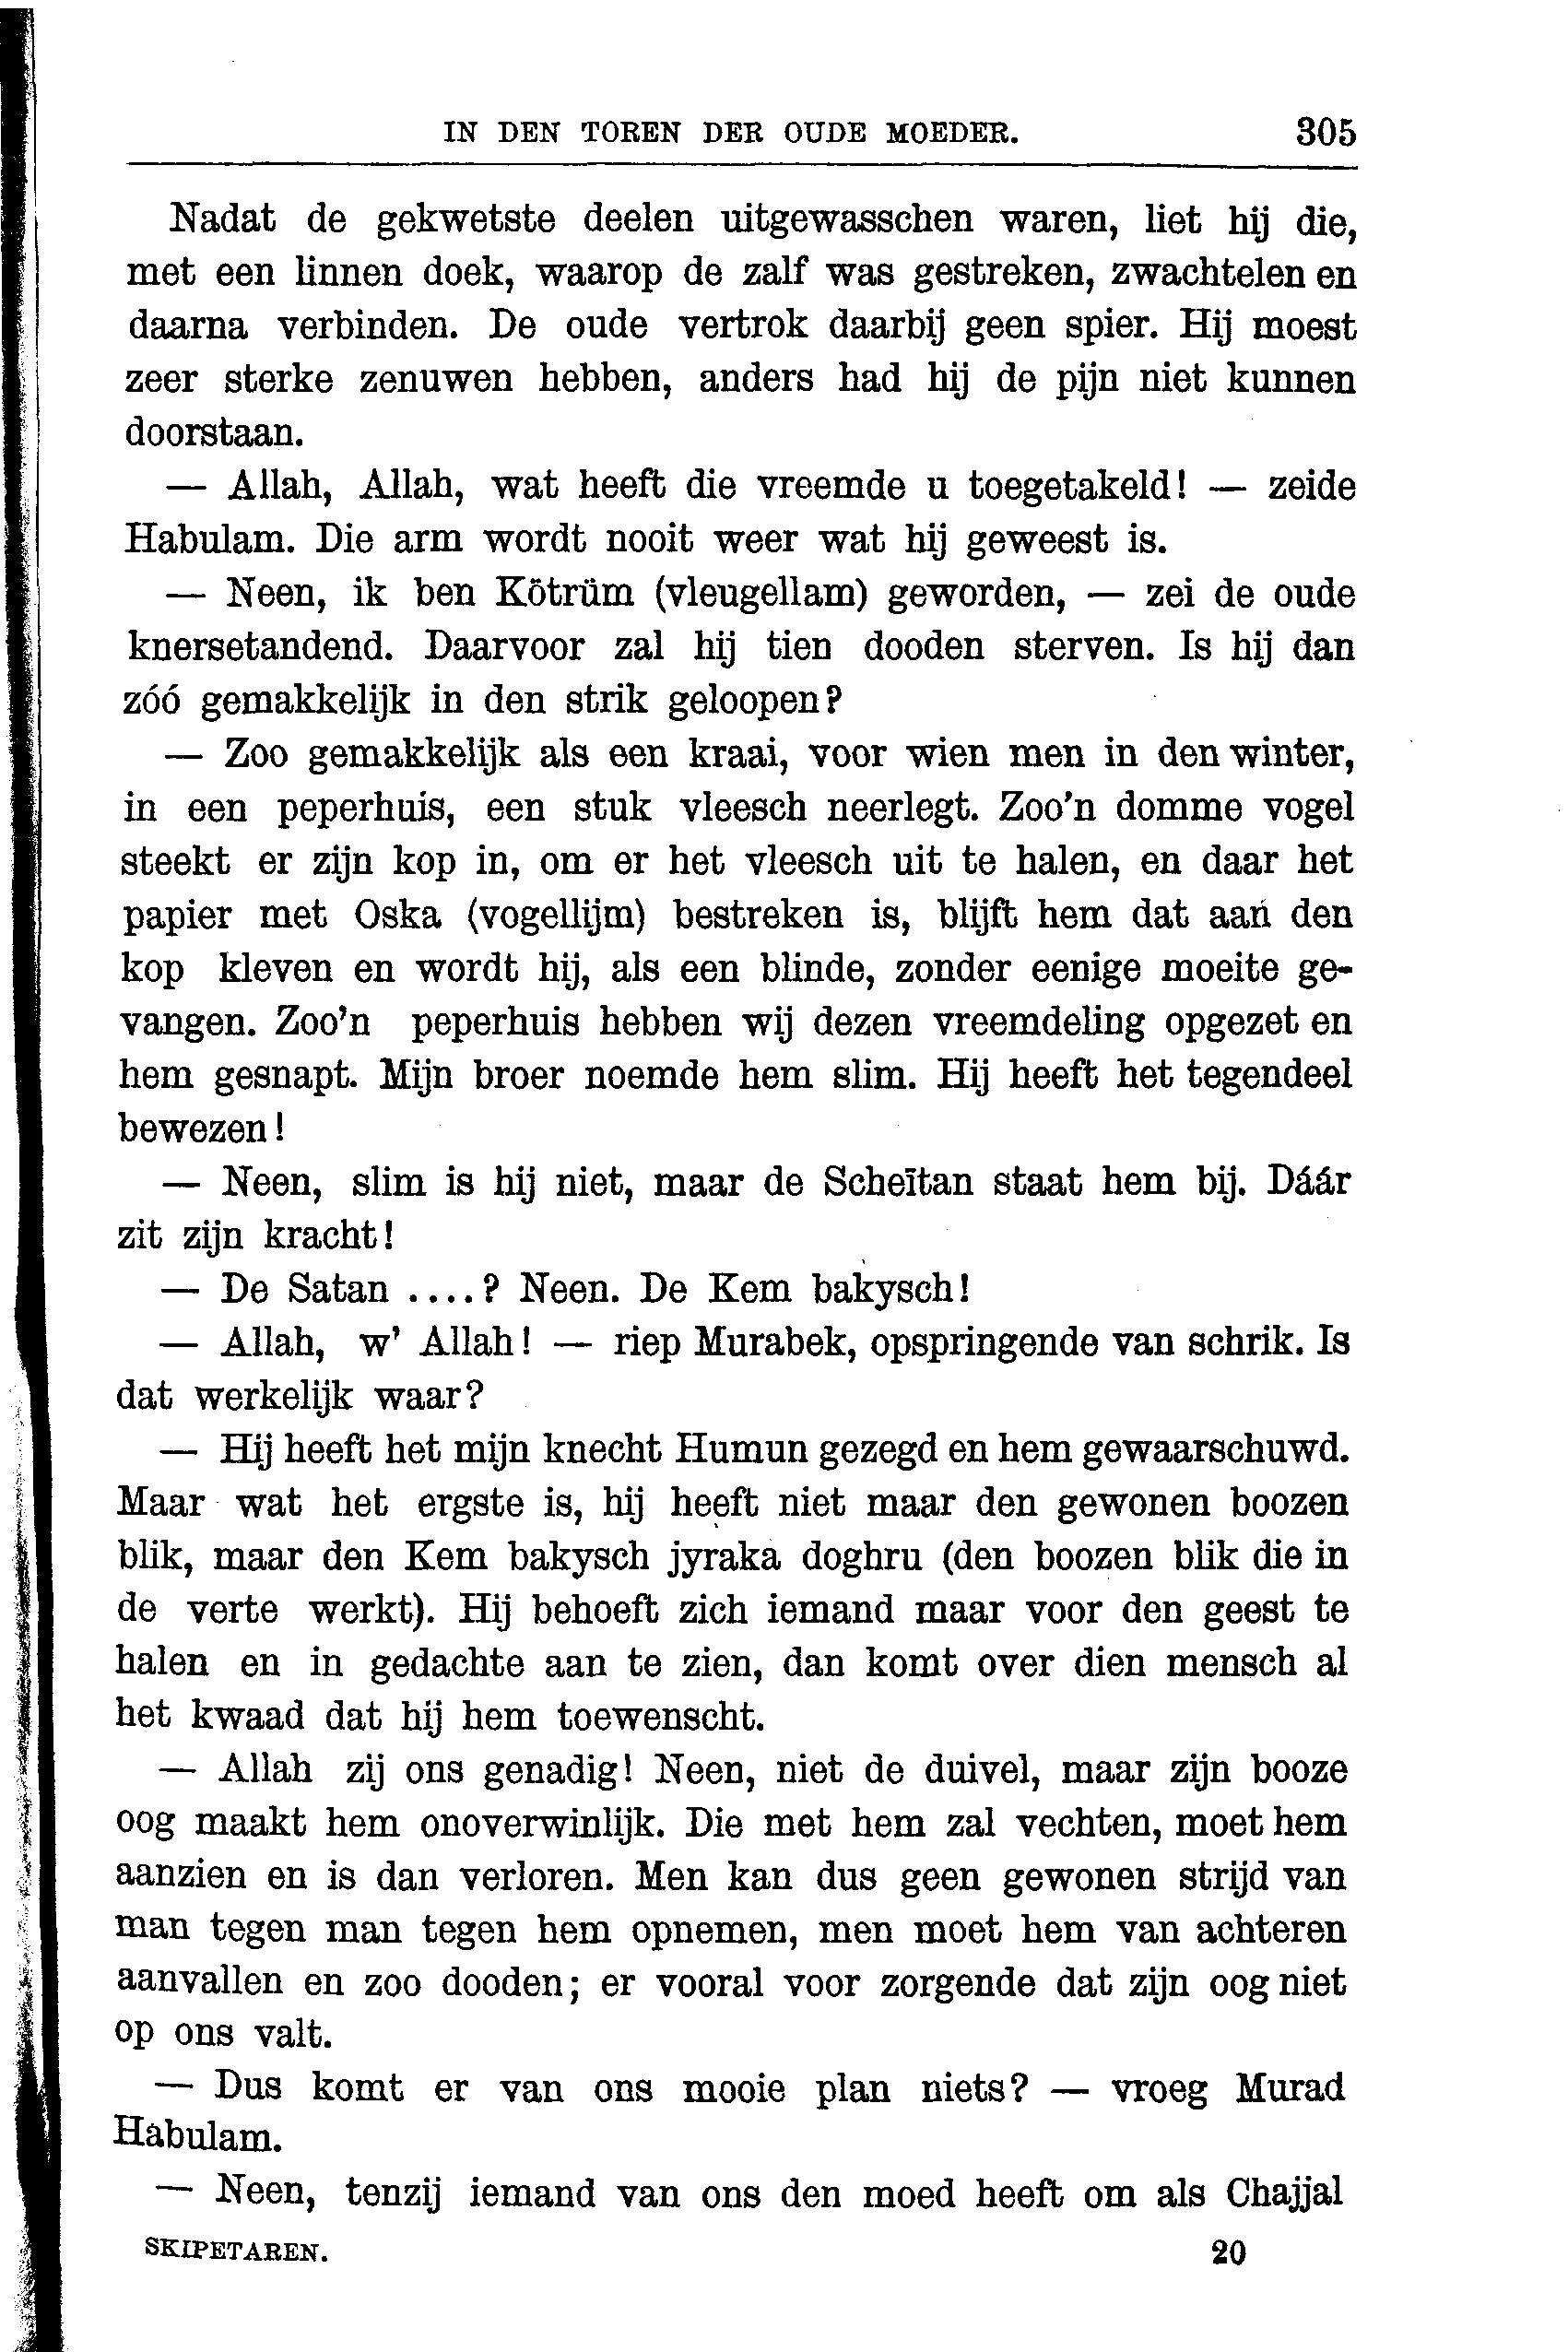 IN DEN TOREN DER OUDE MOEDER. 305
Nadat de gekwetste deelen uitgewasschen waren, liet hij die,
met een linnen doek, waarop de zalf was gestreken, zwachtelen en
daarna verbinden. De oude vertrok daarbij geen spier. Hij moest
zeer sterke zenuwen hebben, anders had hij de pijn niet kunnen
doorstaan.
— Allah, Allah, wat heeft die vreemde u toegetakeld! — zeide
Habulam. Die arm wordt nooit weer wat hij geweest is.
— Neen, ik ben Kötrüm (vleugellam) geworden, — zei de oude
knersetandend. Daarvoor zal hij tien dooden sterven. Is hij dan
zóó gemakkelijk in den strik geloopen?
— Zoo gemakkelijk als een kraai, voor wien men in den winter,
in een peperhuis, een stuk vleesch neerlegt. Zoo'n domme vogel
steekt er zijn kop in, om er het vleesch uit te halen, en daar het
papier met Oska (vogellijm) bestreken is, blijft hem dat aan den
kop kleven en wordt hij, als een blinde, zonder eenige moeite ge-
vangen. Zoo'n peperhuis hebben wij dezen vreemdeling opgezet en
hem gesnapt. Mijn broer noemde hem slim. Hij heeft het tegendeel
bewezen!
— Neen, slim is hij niet, maar de Scheïtan staat hem bij. Dáár
zit zijn kracht!
— De Satan ....? Neen. De Kem bakysch!
— Allah, w' Allah! — riep Murabek, opspringende van schrik. Is
dat werkelijk waar?
— Hij heeft het mijn knecht Humun gezegd en hem gewaarschuwd.
Maar wat het ergste is, hij heeft niet maar den gewonen boozen
blik, maar den Kem bakysch jyraka doghru (den boozen blik die in
de verte werkt). Hij behoeft zich iemand maar voor den geest te
halen en in gedachte aan te zien, dan komt over dien mensch al
het kwaad dat hij hem toewenscht.
— Allah zij ons genadig! Neen, niet de duivel, maar zijn booze
oog maakt hem onoverwinlijk. Die met hem zal vechten, moet hem
aanzien en is dan verloren. Men kan dus geen gewonen strijd van
man tegen man tegen hem opnemen, men moet hem van achteren
aanvallen en zoo dooden; er vooral voor zorgende dat zijn oog niet
op ons valt.
— Dus komt er van ons mooie plan niets? — vroeg Murad
Habulam.
— Neen, tenzij iemand van ons den moed heeft om als Chajjal
SKIPETAREN. 20